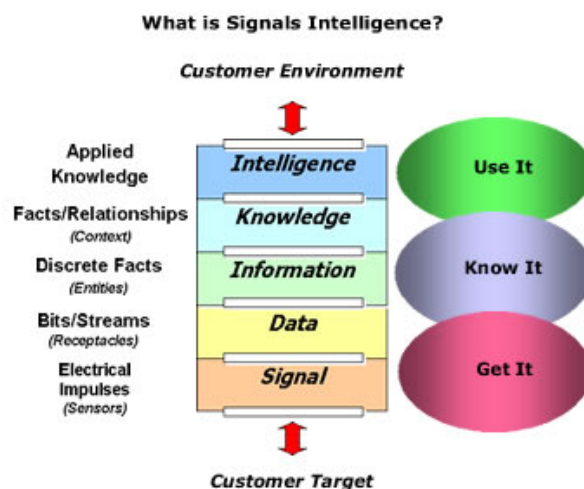 What is Signals Intelligence?
Customer Environment
Applied
Knowledge
Intelligence
Use It
Facts/Relationships
(Context)
Knowledge
Discrete Facts
(Entities)
Information
Know It
Bits/Streams
(Receptacles)
Data
Electrical
Impulses
(Sensors)
Signal
Get It
Customer Target